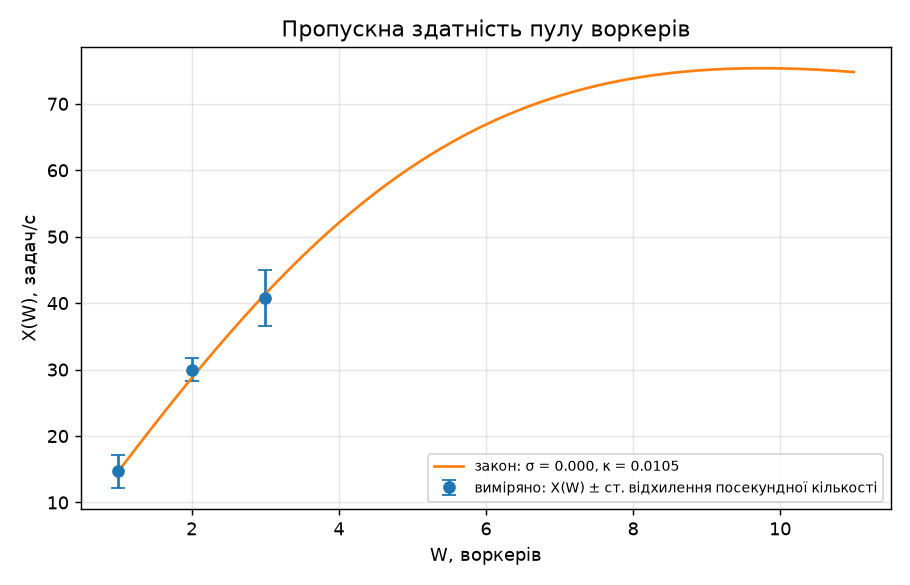 Пропускна здатність пулу воркерів
X(W), задач/с
70
60
50
40
30
20
10
2
4
6
8
10
W, воркерів
закон: σ = 0.000, κ = 0.0105
виміряно: X(W) ± ст. відхилення посекундної кількості